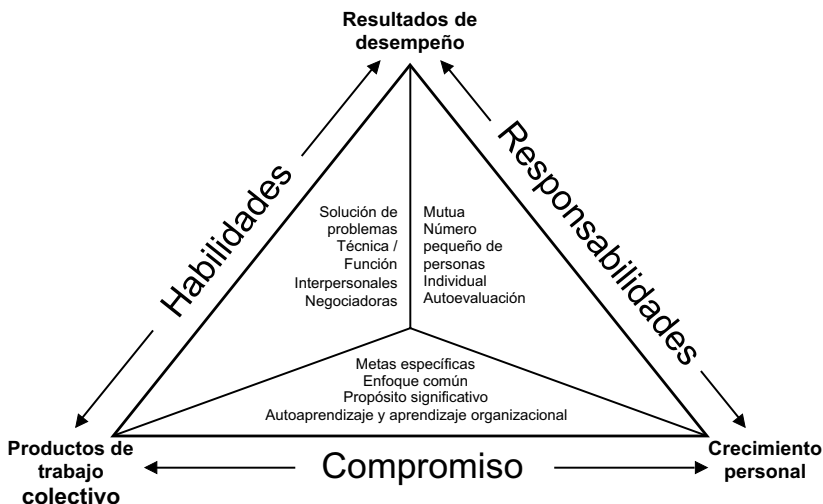 Resultados de
desempeño
Habilidades
Responsabilidades
Solución de
problemas
Técnica /
Función
Interpersonales
Negociadoras
Mutua
Número
pequeño de
personas
Individual
Autoevaluación
Metas específicas
Enfoque común
Propósito significativo
Autoaprendizaje y aprendizaje organizacional
Productos de
trabajo
colectivo
Compromiso
Crecimiento
personal